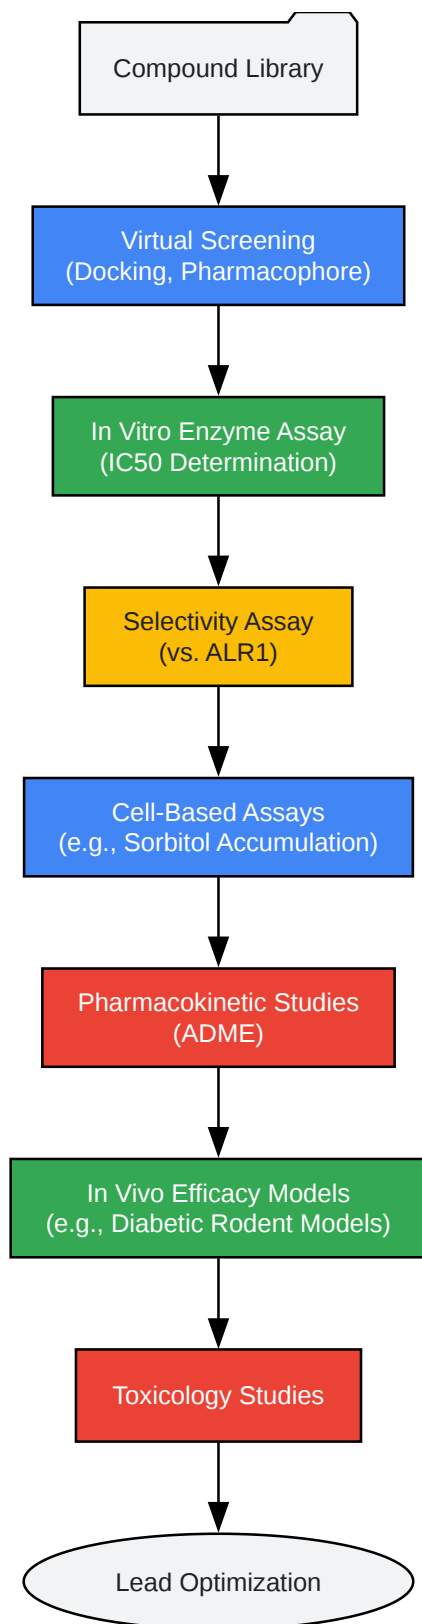 Compound Library
Virtual Screening
(Docking, Pharmacophore)
In Vitro Enzyme Assay
(IC50 Determination)
Selectivity Assay
(vs. ALR1)
Cell-Based Assays
(e.g., Sorbitol Accumulation)
Pharmacokinetic Studies
(ADME)
In Vivo Efficacy Models
(e.g., Diabetic Rodent Models)
Toxicology Studies
Lead Optimization